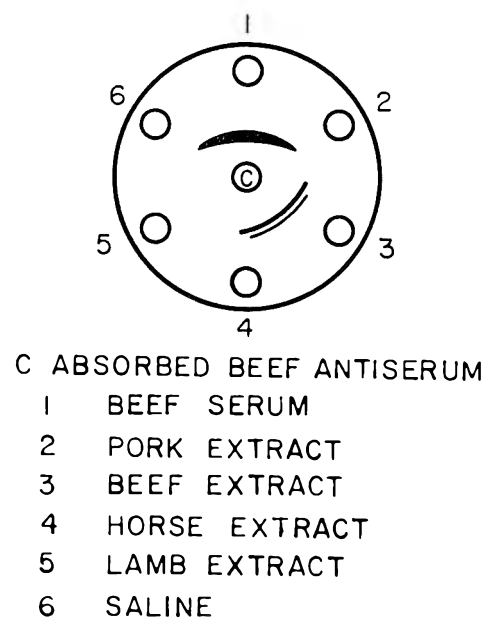 1
6 2
C
5 3
4
C ABSORBED BEEF ANTISERUM
1 BEEF SERUM
2 PORK EXTRACT
3 BEEF EXTRACT
4 HORSE EXTRACT
5 LAMB EXTRACT
6 SALINE